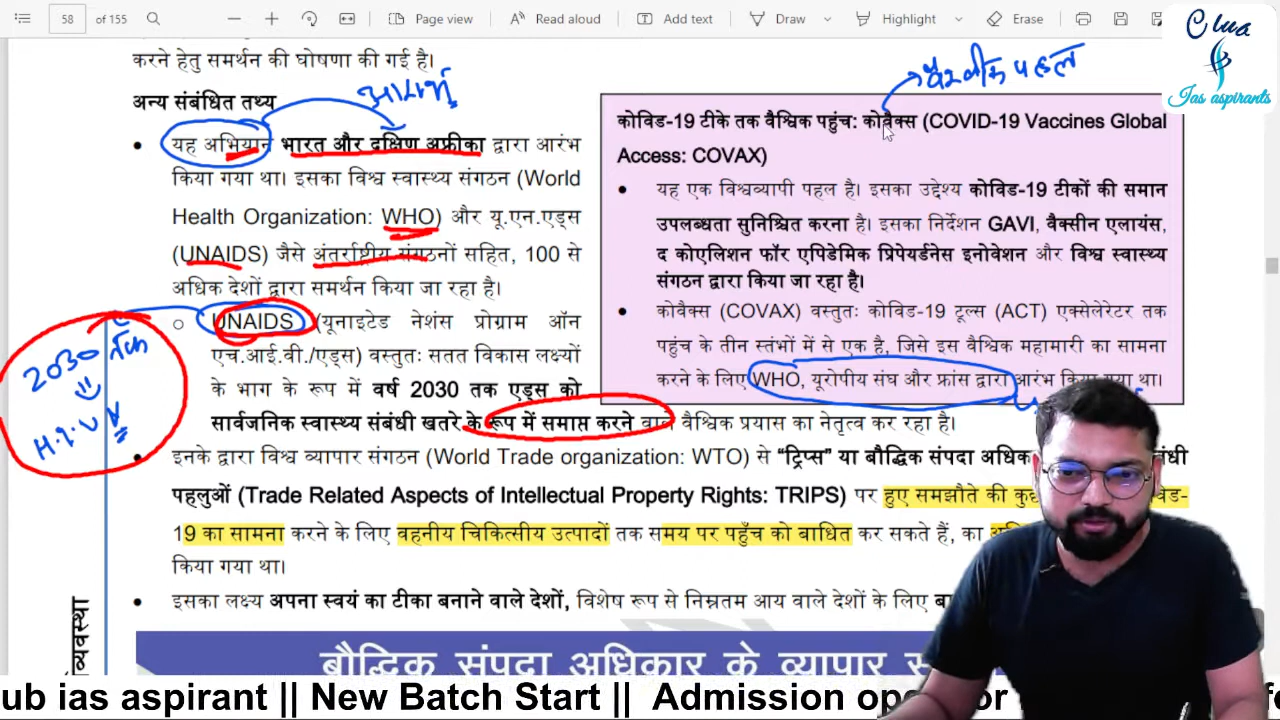 58 of 155
Page view
Read aloud
Add text
Draw
Highlight
Erase
Clua
Ias aspirants
करने हेतु समर्थन की घोषणा की गई है।
अन्य संबंधित तथ्य
यह अभियान भारत और दक्षिण अफ्रीका द्वारा आरंभ
किया गया था। इसका विश्व स्वास्थ्य संगठन (World
Health Organization: WHO) और यू.एन.एड्स
(UNAIDS) जैसे अंतर्राष्ट्रीय संगठनों सहित, 100 से
अधिक देशों द्वारा समर्थन किया जा रहा है।
UNAIDS (यूनाइटेड नेशंस प्रोग्राम ऑन
एच.आई.वी./एड्स) वस्तुतः सतत विकास लक्ष्यों
के भाग के रूप में वर्ष 2030 तक एड्स को
सार्वजनिक स्वास्थ्य संबंधी खतरे के रूप में समाप्त करने वाले वैश्विक प्रयास का नेतृत्व कर रहा है।
2030 तक
H.I.V
वैश्वीक पहल
कोविड-19 टीके तक वैश्विक पहुंच: कोवैक्स (COVID-19 Vaccines Global
Access: COVAX)
यह एक विश्वव्यापी पहल है। इसका उद्देश्य कोविड-19 टीकों की समान
उपलब्धता सुनिश्चित करना है। इसका निर्देशन GAVI, वैक्सीन एलायंस,
द कोएलिशन फॉर एपिडेमिक प्रिपेयर्डनेस इनोवेशन और विश्व स्वास्थ्य
संगठन द्वारा किया जा रहा है।
कोवैक्स (COVAX) वस्तुतः कोविड-19 टूल्स (ACT) एक्सेलेरेटर तक
पहुंच के तीन स्तंभों में से एक है, जिसे इस वैश्विक महामारी का सामना
करने के लिए WHO, यूरोपीय संघ और फ्रांस द्वारा आरंभ किया गया था।
इनके द्वारा विश्व व्यापार संगठन (World Trade organization: WTO) से “ट्रिप्स” या बौद्धिक संपदा अधिक
पहलुओं (Trade Related Aspects of Intellectual Property Rights: TRIPS) पर हुए समझौते की
19 का सामना करने के लिए वहनीय चिकित्सीय उत्पादों तक समय पर पहुँच को बाधित कर सकते हैं, का
किया गया था।
इसका लक्ष्य अपना स्वयं का टीका बनाने वाले देशों, विशेष रूप से निम्नतम आय वाले देशों के लिए
बौद्धिक संपदा अधिकार के व्यापार
ub ias aspirant || New Batch Start || Admission